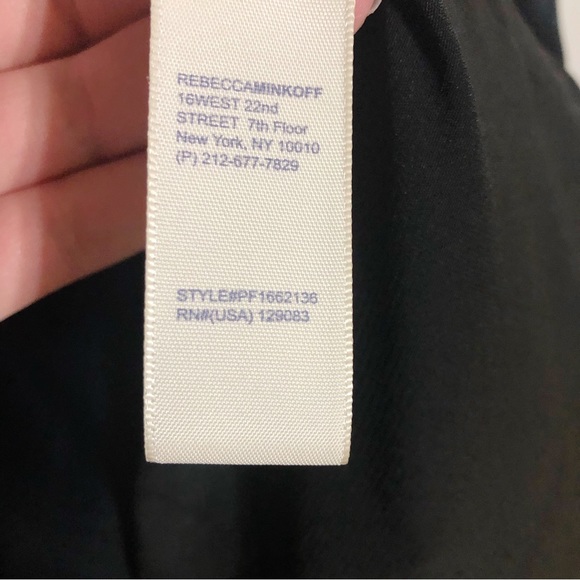 REBECCAMINKOFF
16WEST 22nd
STREET 7th Floor
New York, NY 10010
(P) 212-677-7829
STYLE#PF1662136
RN#(USA) 129083